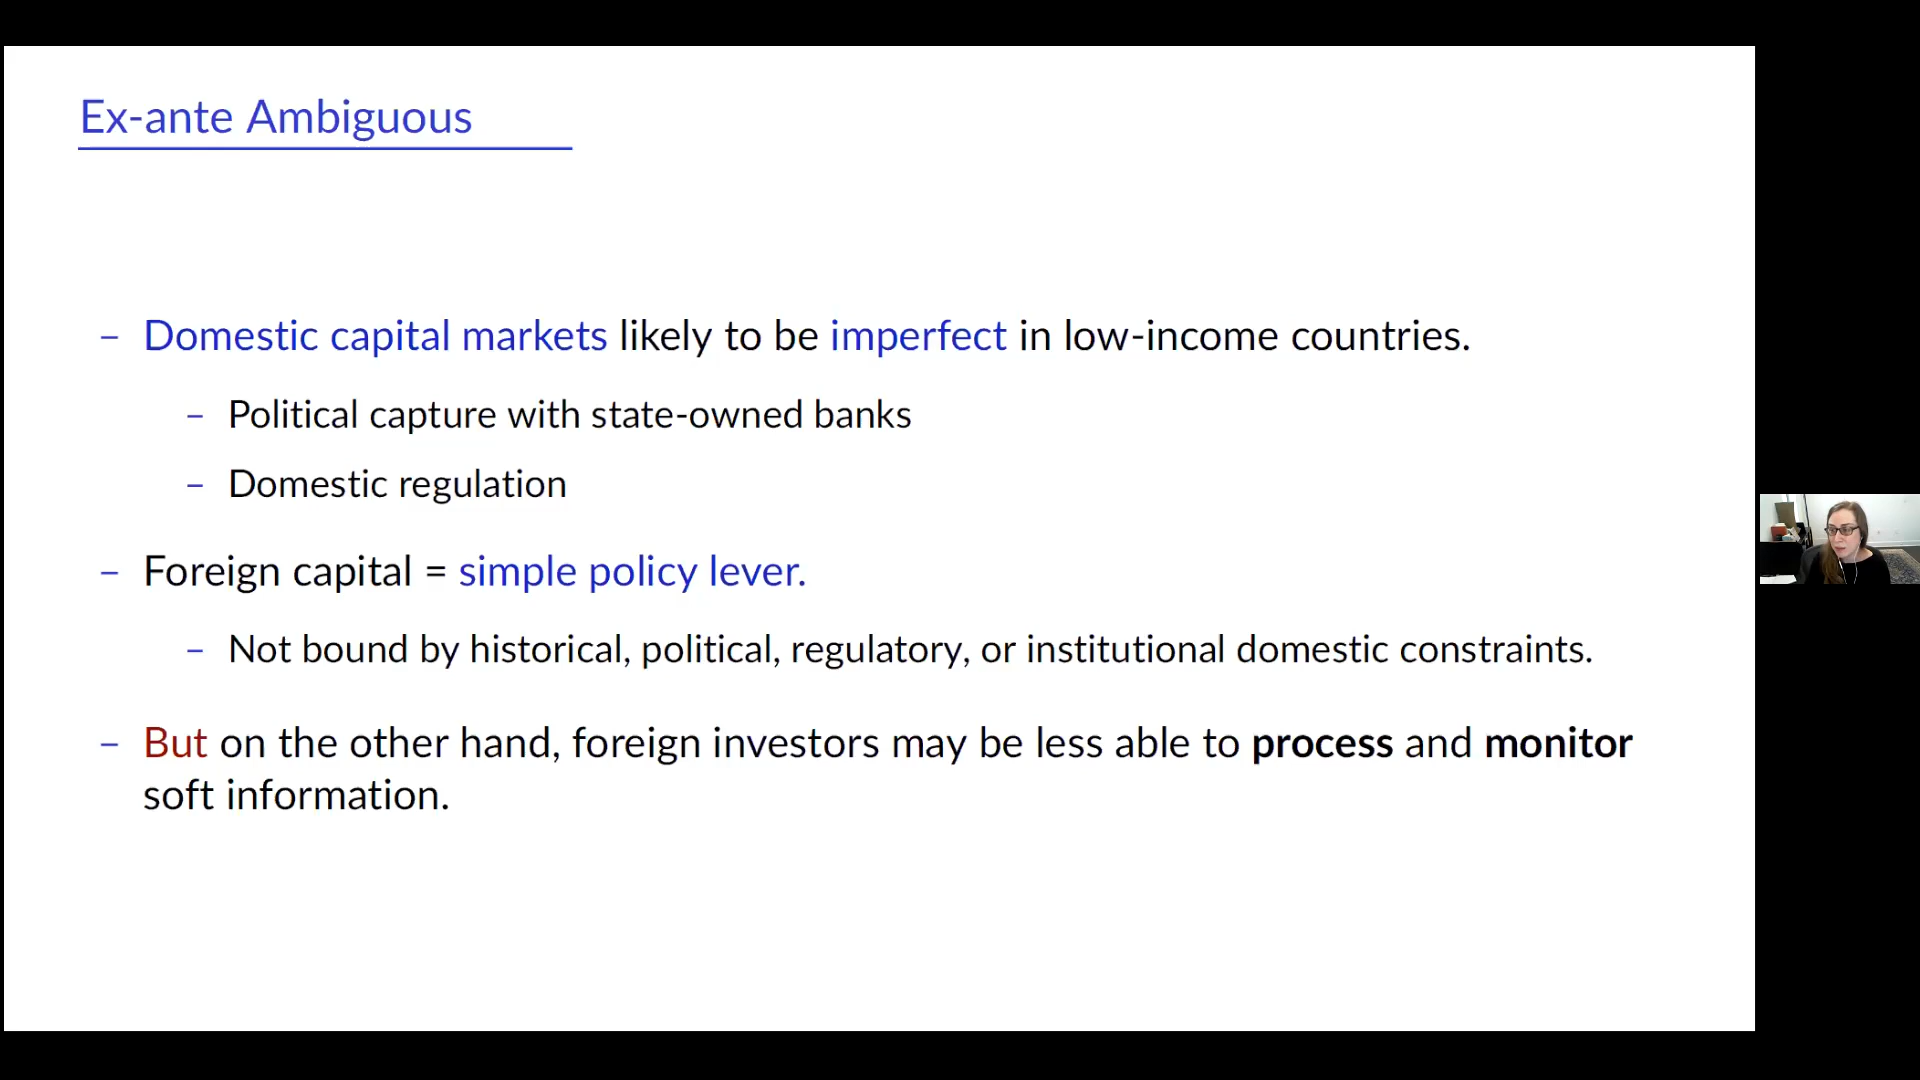 Ex-ante Ambiguous
– Domestic capital markets likely to be imperfect in low-income countries.
– Political capture with state-owned banks
– Domestic regulation
– Foreign capital = simple policy lever.
– Not bound by historical, political, regulatory, or institutional domestic constraints.
– But on the other hand, foreign investors may be less able to process and monitor
soft information.